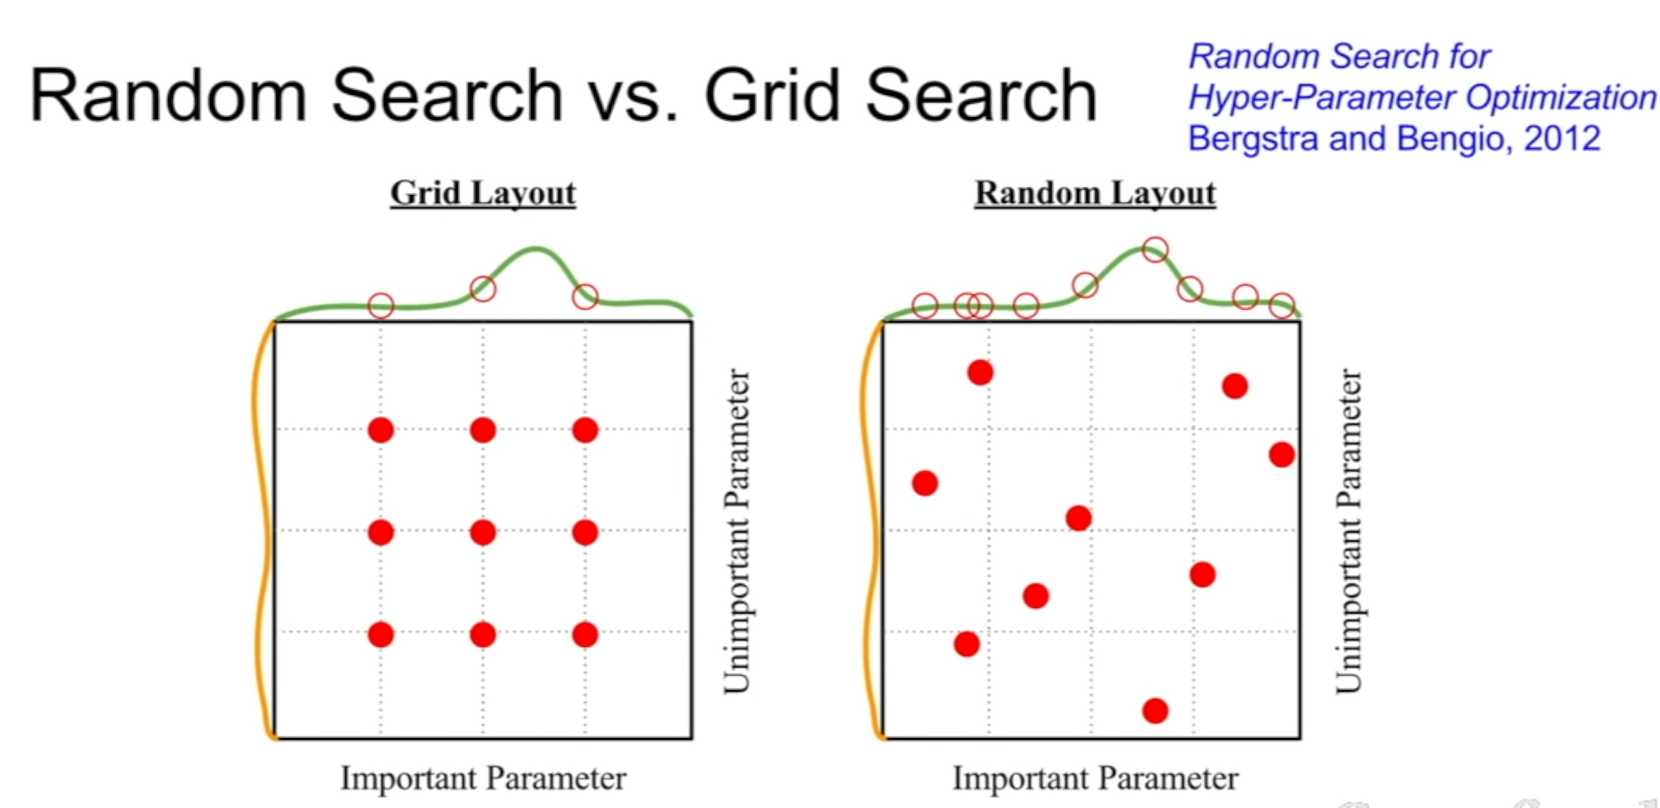 Random Search vs. Grid Search
Random Search for
Hyper-Parameter Optimization
Bergstra and Bengio, 2012
Grid Layout
Random Layout
Unimportant Parameter
Unimportant Parameter
Important Parameter
Important Parameter